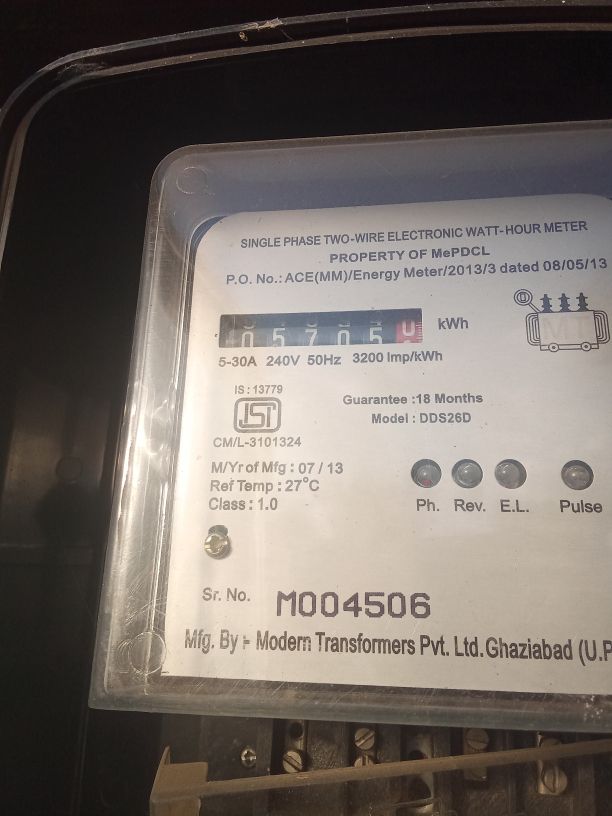 SINGLE PHASE TWO-WIRE ELECTRONIC WATT-HOUR METER
PROPERTY OF MePDCL
P.O. No.: ACE(MM)/Energy Meter/2013/3 dated 08/05/13
05705 0 kWh
5-30A 240V 50Hz 3200 Imp/kWh
IS : 13779
Guarantee :18 Months
Model : DDS26D
CM/L-3101324
M/Yr of Mfg : 07 / 13
Ref Temp : 27°C
Class : 1.0
Ph. Rev. E.L. Pulse
Sr. No. M004506
Mfg. By :- Modern Transformers Pvt. Ltd. Ghaziabad (U.P